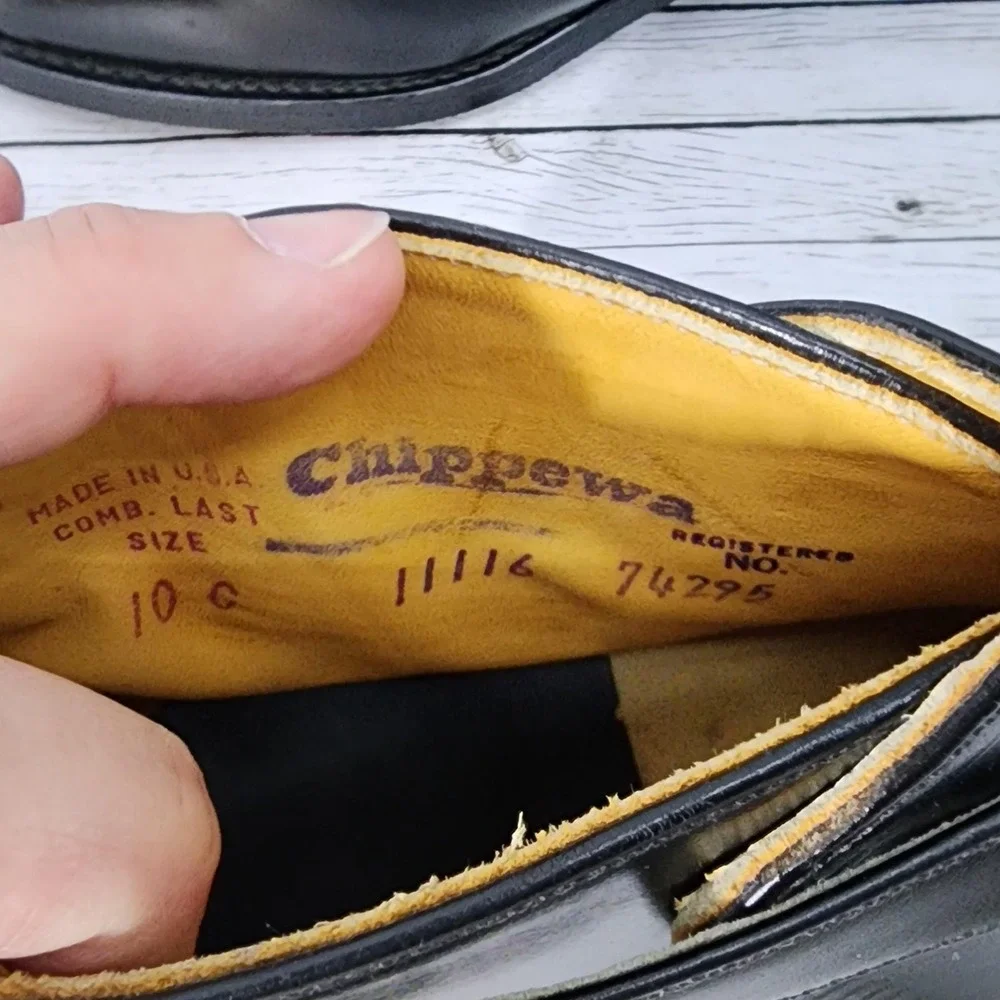 MADE IN U.S.A.
COMB. LAST
SIZE
10 C
Chippewa
REGISTERED
NO.
11116
74295